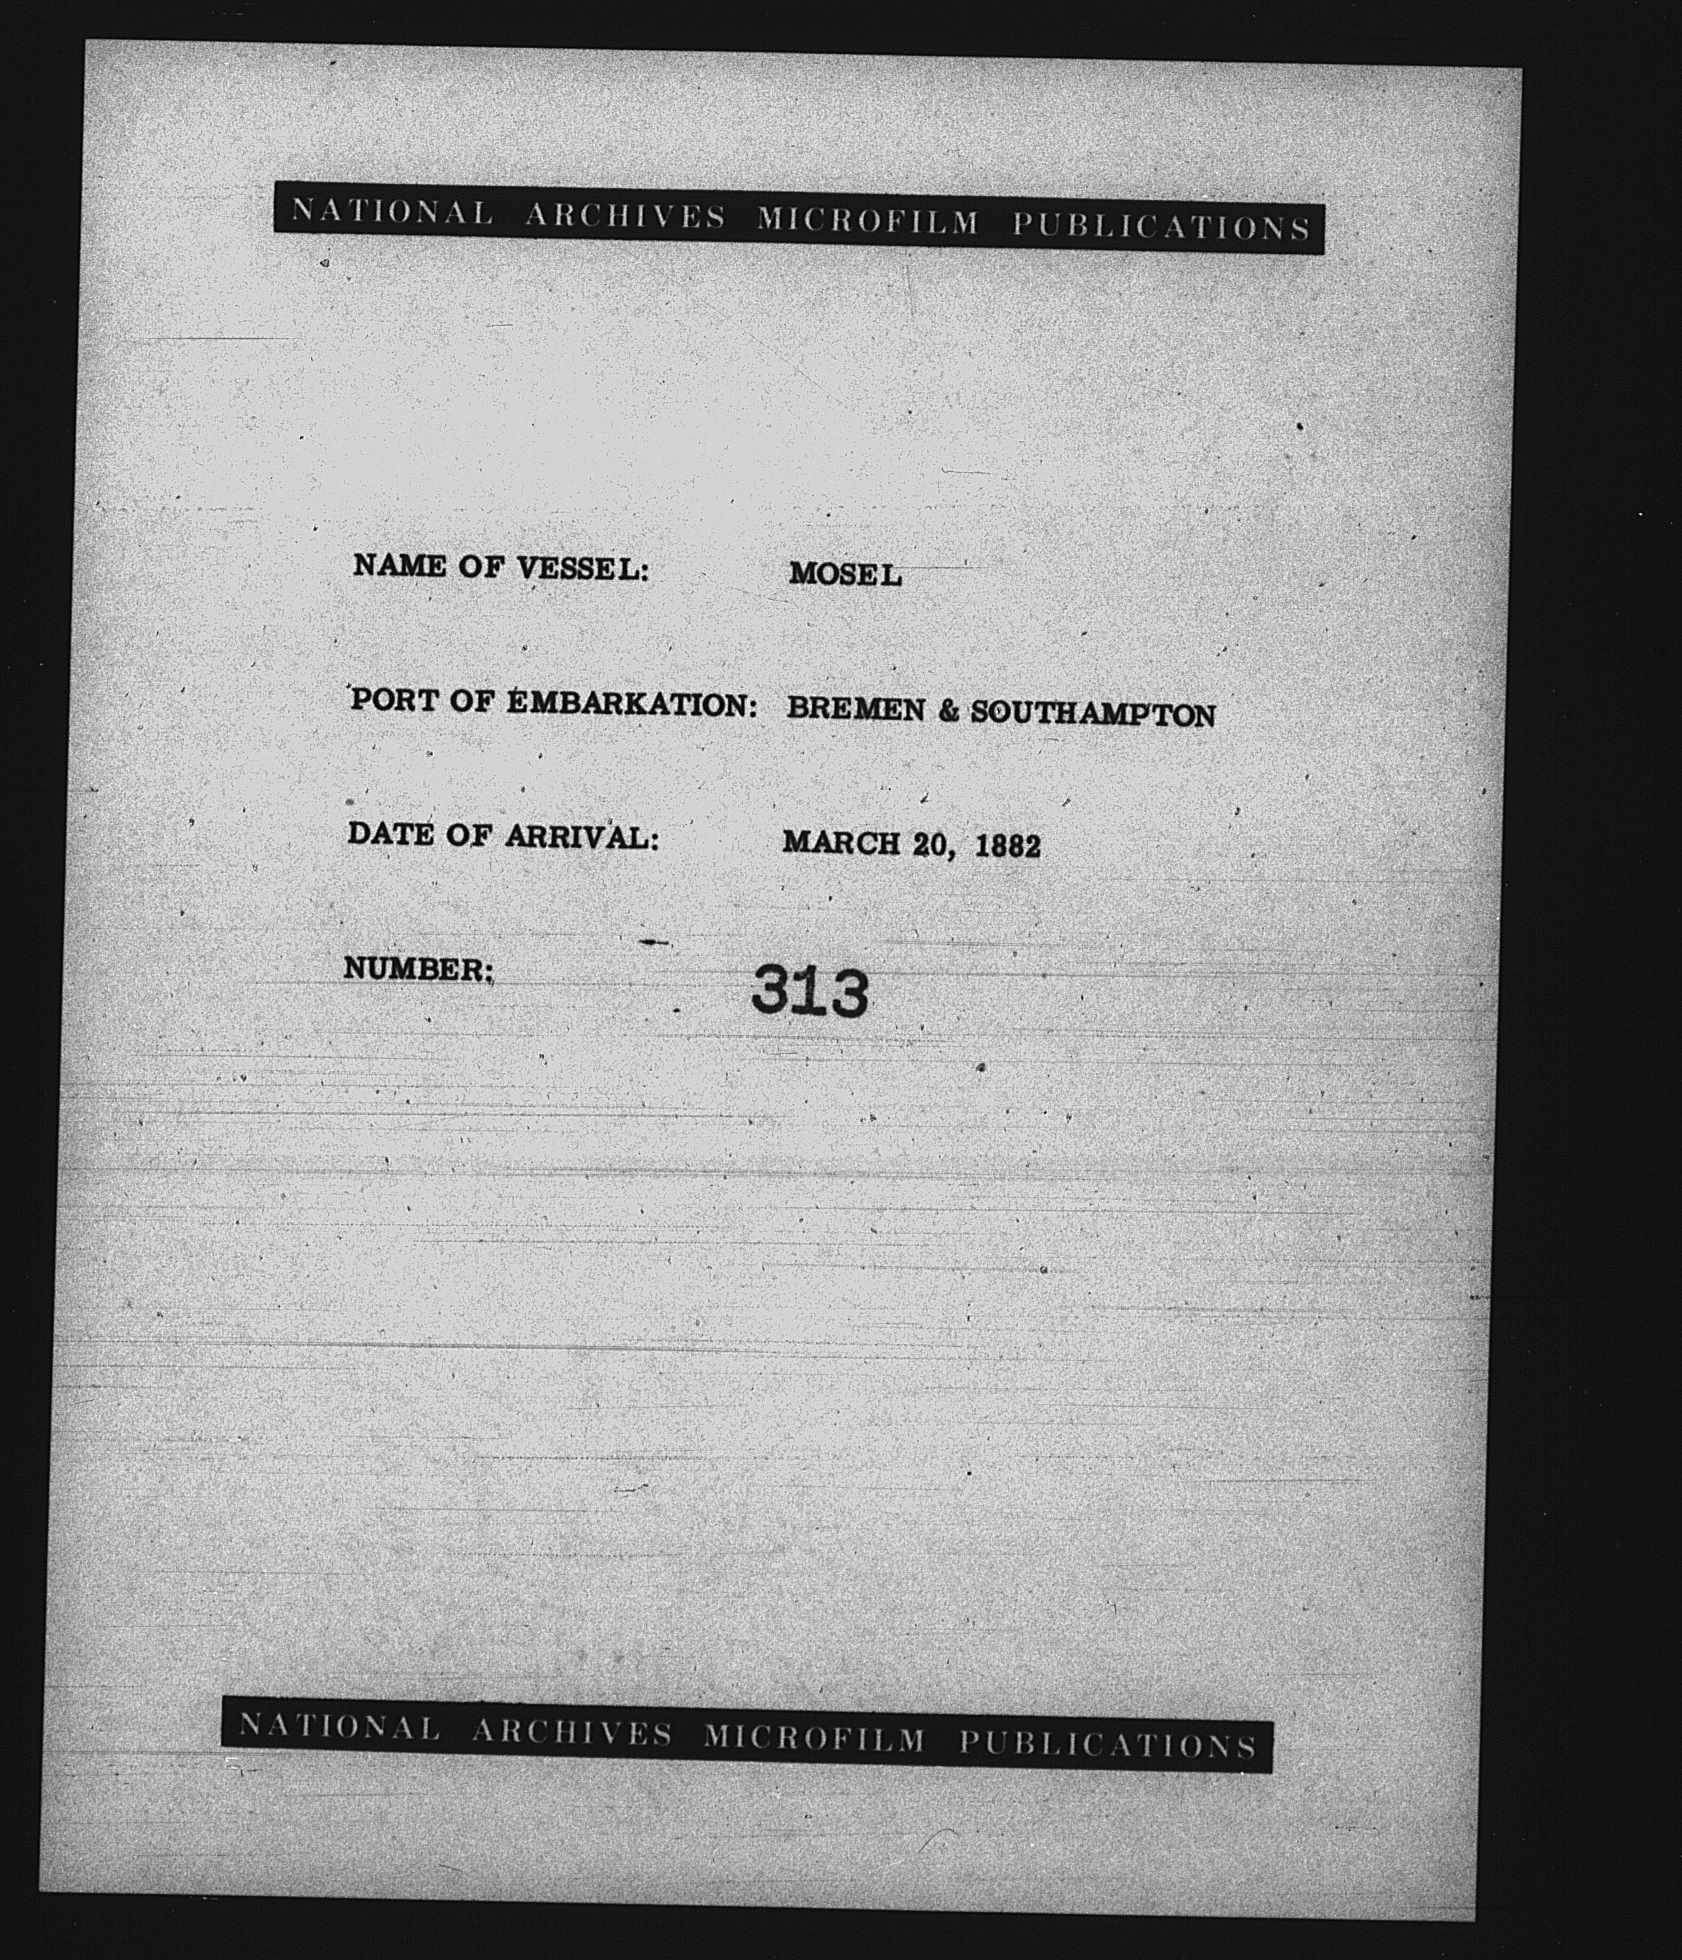 NATIONAL ARCHIVES MICROFILM PUBLICATIONS
NAME OF VESSEL: MOSEL
PORT OF EMBARKATION: BREMEN & SOUTHAMPTON
DATE OF ARRIVAL: MARCH 20, 1882
NUMBER: 313
NATIONAL ARCHIVES MICROFILM PUBLICATIONS